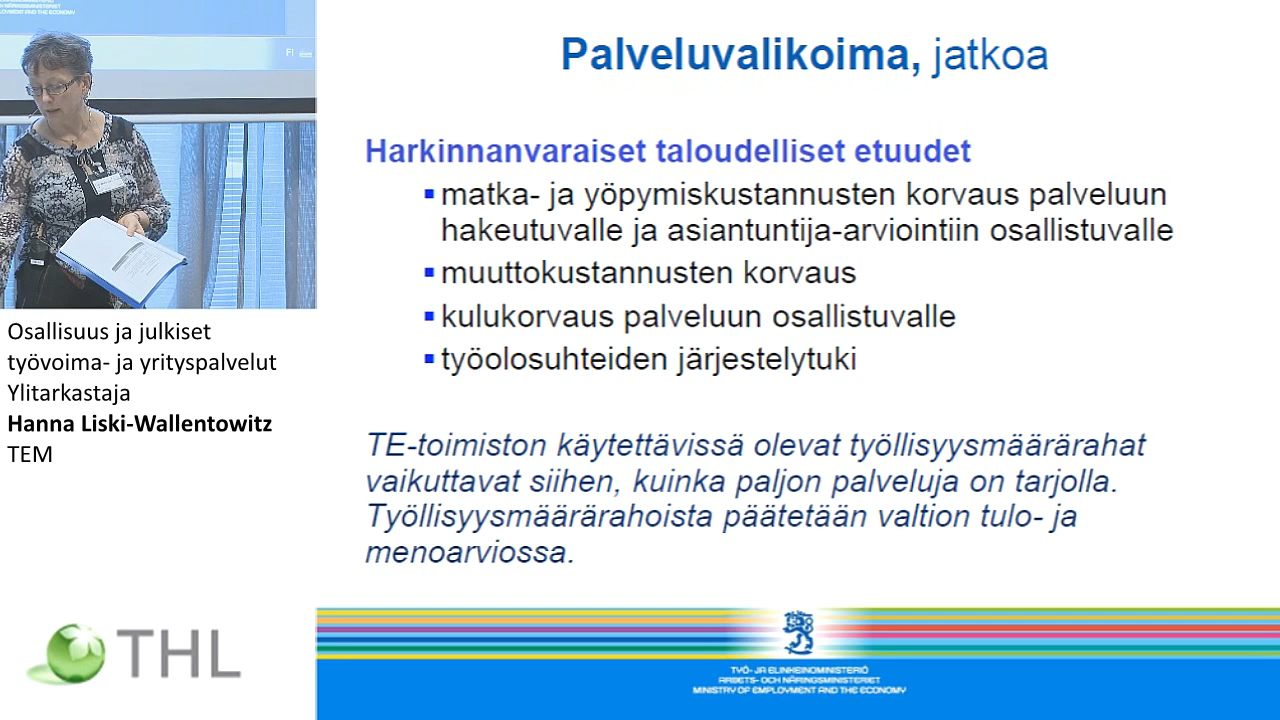 Fi
Palveluvalikoima, jatkoa
Harkinnanvaraiset taloudelliset etuudet
▪ matka- ja yöpymiskustannusten korvaus palveluun
hakeutuvalle ja asiantuntija-arviointiin osallistuvalle
▪ muuttokustannusten korvaus
▪ kulukorvaus palveluun osallistuvalle
▪ työolosuhteiden järjestelytuki
TE-toimiston käytettävissä olevat työllisyysmäärärahat
vaikuttavat siihen, kuinka paljon palveluja on tarjolla.
Työllisyysmäärärahoista päätetään valtion tulo- ja
menoarviossa.
Osallisuus ja julkiset
työvoima- ja yrityspalvelut
Ylitarkastaja
Hanna Liski-Wallentowitz
TEM
THL
TYÖ- JA ELINKEINOMINISTERIÖ
ARBETS- OCH NÄRINGSMINISTERIET
MINISTRY OF EMPLOYMENT AND THE ECONOMY